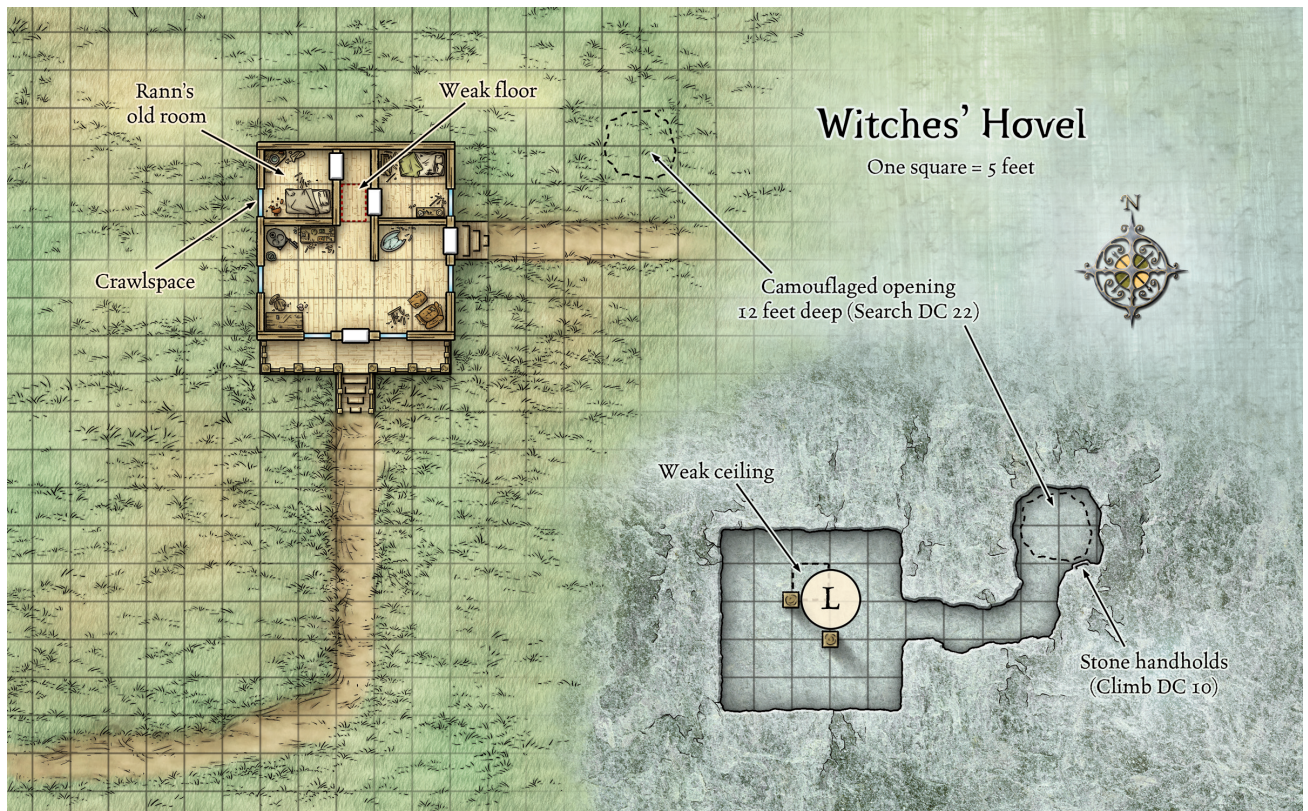 Rann's
old room
Weak floor
Witches' Hovel
One square = 5 feet
N
Crawlspace
Camouflaged opening
12 feet deep (Search DC 22)
Weak ceiling
L
Stone handholds
(Climb DC 10)